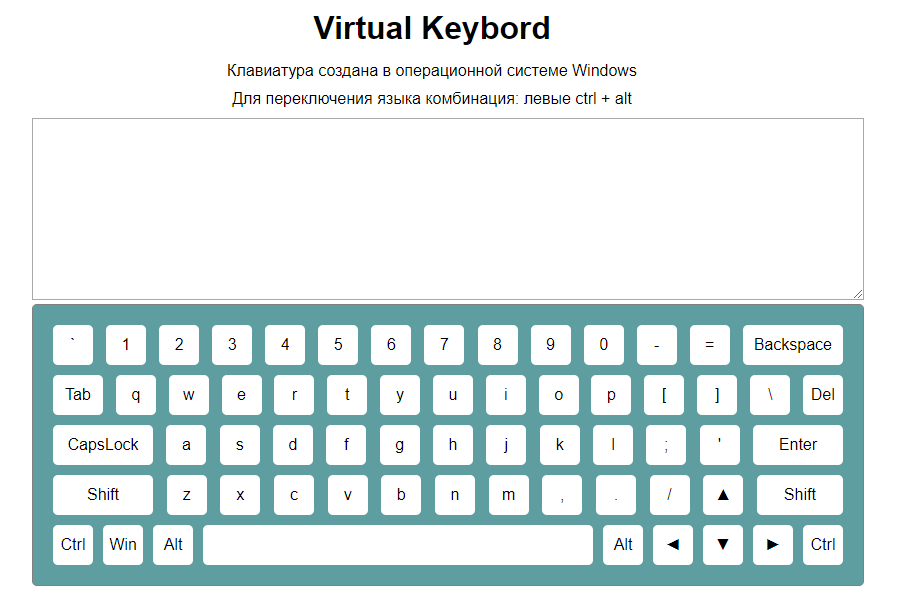 Virtual Keybord
Клавиатура создана в операционной системе Windows
Для переключения языка комбинация: левые ctrl + alt
` 1 2 3 4 5 6 7 8 9 0 - = Backspace
Tab q w e r t y u i o p [ ] \ Del
CapsLock a s d f g h j k l ; ' Enter
Shift z x c v b n m , . / ▲ Shift
Ctrl Win Alt Alt ◄ ▼ ► Ctrl